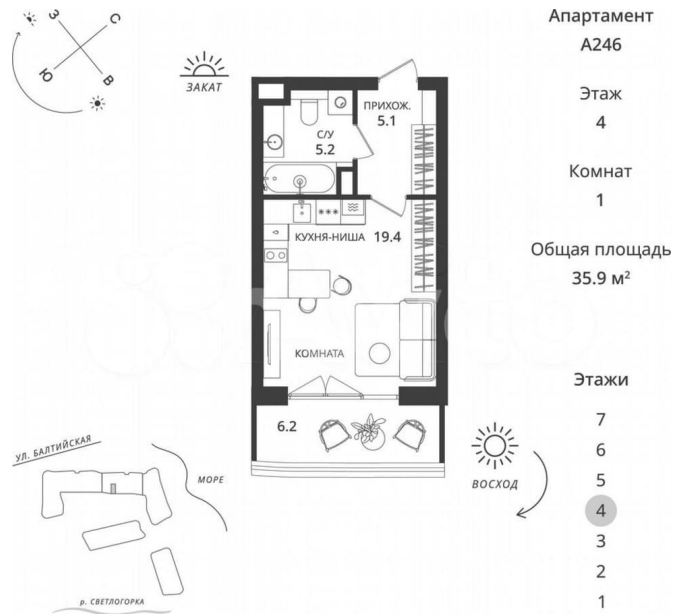 З
С
Ю
В
ЗАКАТ
ПРИХОЖ.
5.1
С/У
5.2
КУХНЯ-НИША
19.4
КОМНАТА
6.2
ВОСХОД
Апартамент
А246
Этаж
4
Комнат
1
Общая площадь
35.9 м²
Этажи
7
6
5
4
3
2
1
УЛ. БАЛТИЙСКАЯ
МОРЕ
р. СВЕТЛОГОРКА